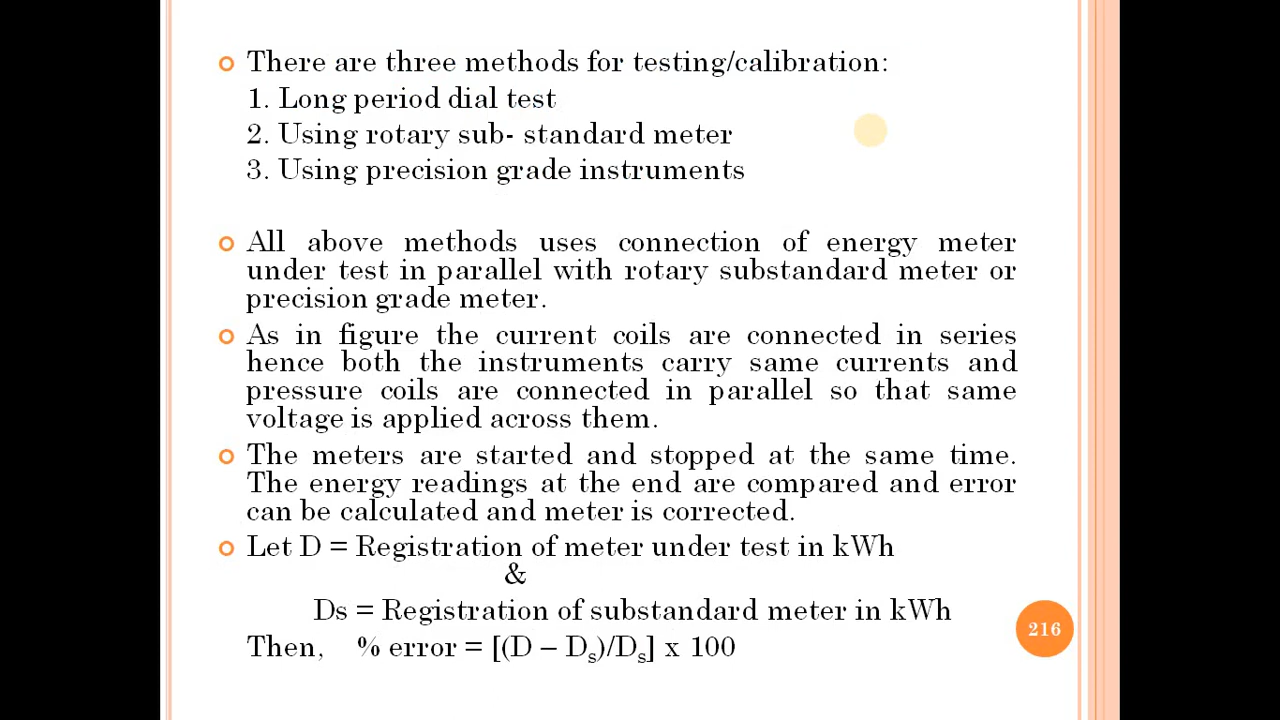 There are three methods for testing/calibration:
1. Long period dial test
2. Using rotary sub- standard meter
3. Using precision grade instruments
All above methods uses connection of energy meter
under test in parallel with rotary substandard meter or
precision grade meter.
As in figure the current coils are connected in series
hence both the instruments carry same currents and
pressure coils are connected in parallel so that same
voltage is applied across them.
The meters are started and stopped at the same time.
The energy readings at the end are compared and error
can be calculated and meter is corrected.
Let D = Registration of meter under test in kWh
&
Ds = Registration of substandard meter in kWh
Then, % error = [(D – Ds)/Ds] x 100
216